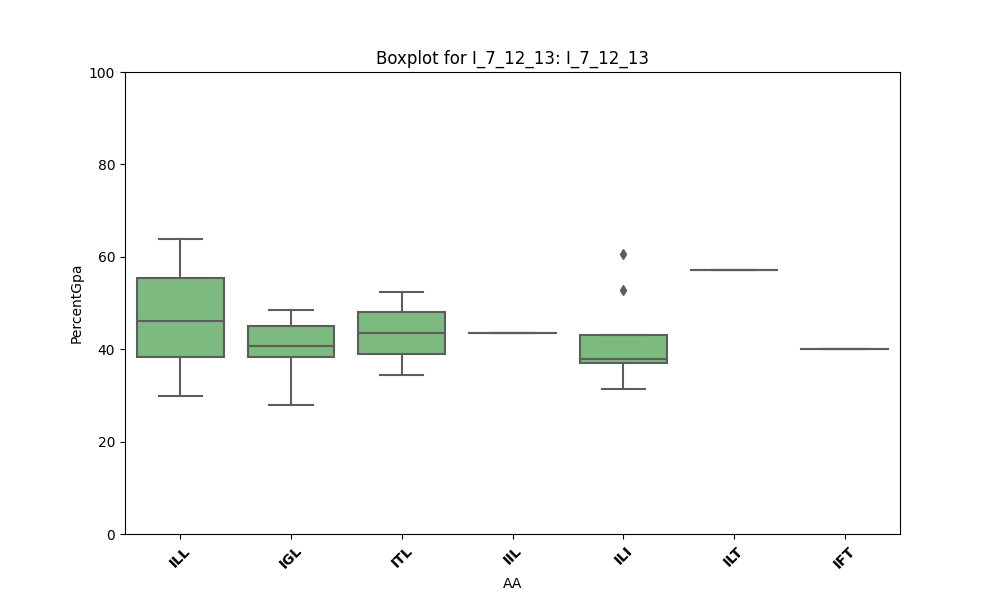 Boxplot for I_7_12_13: I_7_12_13
100
80
60
40
20
0
PercentGpa
ILL
IGL
ITL
IIL
ILI
ILT
IFT
AA